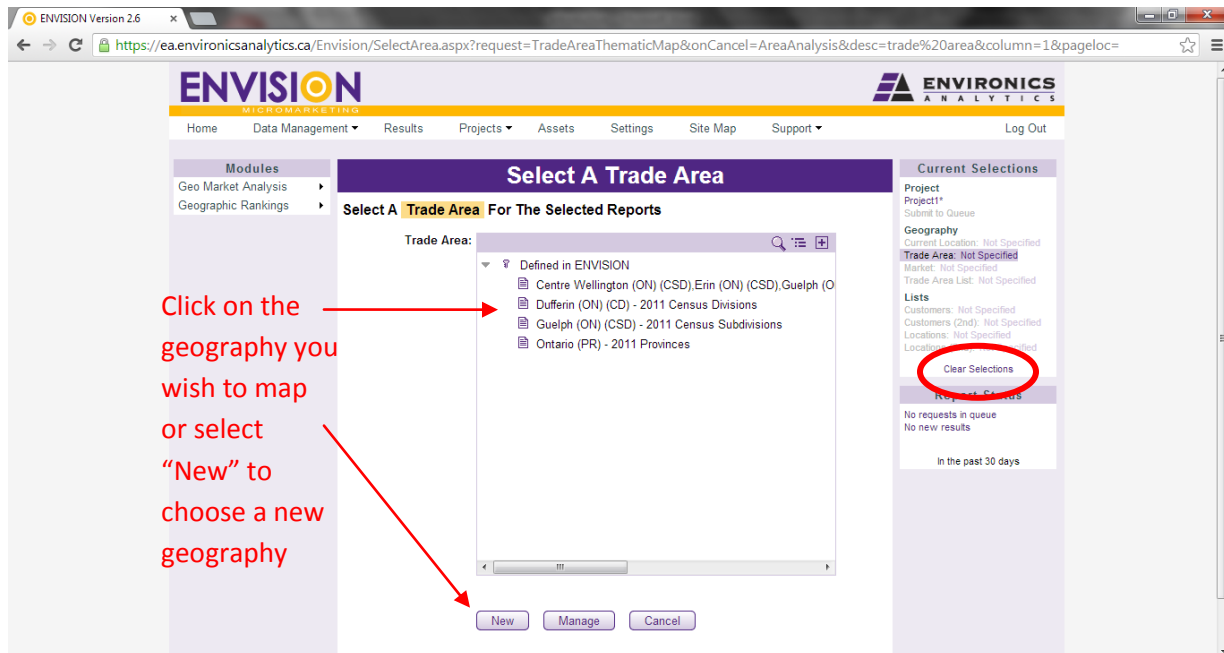 ENVISION Version 2.6
https://ea.environicsanalytics.ca/Envision/SelectArea.aspx?request=TradeAreaThematicMap&onCancel=AreaAnalysis&desc=trade%20area&column=1&pageloc=
ENVISION
MICROMARKETING
ENVIRONICS
ANALYTICS
Home Data Management Results Projects Assets Settings Site Map Support Log Out
Modules
Geo Market Analysis
Geographic Rankings
Select A Trade Area
Select A Trade Area For The Selected Reports
Trade Area:
Defined in ENVISION
Centre Wellington (ON) (CSD),Erin (ON) (CSD),Guelph (O
Dufferin (ON) (CD) - 2011 Census Divisions
Guelph (ON) (CSD) - 2011 Census Subdivisions
Ontario (PR) - 2011 Provinces
Click on the
geography you
wish to map
or select
“New” to
choose a new
geography
New Manage Cancel
Current Selections
Project
Project1*
Submit to Queue
Geography
Current Location: Not Specified
Trade Area: Not Specified
Market: Not Specified
Trade Area List: Not Specified
Lists
Customers: Not Specified
Customers (2nd): Not Specified
Locations: Not Specified
Clear Selections
Report Status
No requests in queue
No new results
In the past 30 days